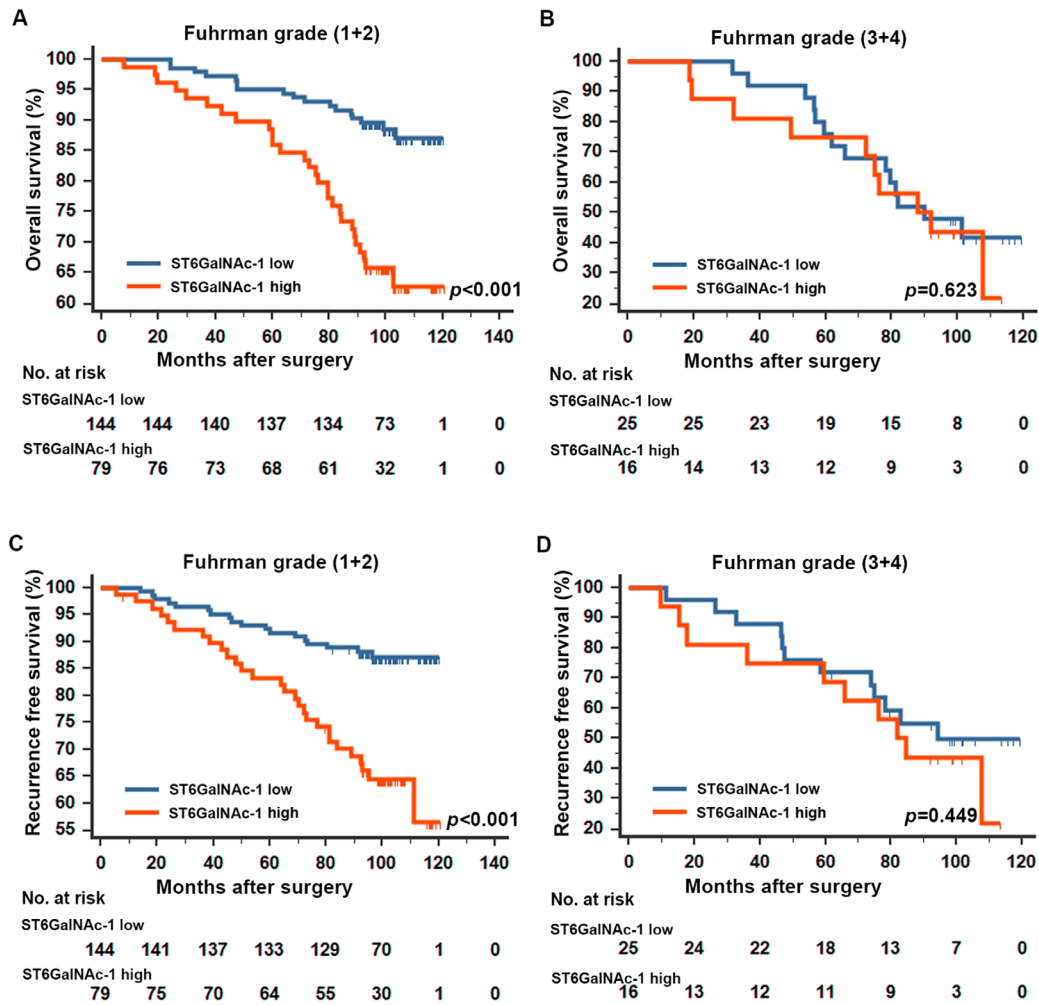 A
Fuhrman grade (1+2)
Overall survival (%)
100
95
90
85
80
75
70
65
60
ST6GalNAc-1 low
ST6GalNAc-1 high
p<0.001
0 20 40 60 80 100 120 140
Months after surgery
No. at risk
ST6GalNAc-1 low
144 144 140 137 134 73 1 0
ST6GalNAc-1 high
79 76 73 68 61 32 1 0
B
Fuhrman grade (3+4)
Overall survival (%)
100
90
80
70
60
50
40
30
20
ST6GalNAc-1 low
ST6GalNAc-1 high
p=0.623
0 20 40 60 80 100 120
Months after surgery
No. at risk
ST6GalNAc-1 low
25 25 23 19 15 8 0
ST6GalNAc-1 high
16 14 13 12 9 3 0
C
Fuhrman grade (1+2)
Recurrence free survival (%)
100
95
90
85
80
75
70
65
60
55
ST6GalNAc-1 low
ST6GalNAc-1 high
p<0.001
0 20 40 60 80 100 120 140
Months after surgery
No. at risk
ST6GalNAc-1 low
144 141 137 133 129 70 1 0
ST6GalNAc-1 high
79 75 70 64 55 30 1 0
D
Fuhrman grade (3+4)
Recurrence free survival (%)
100
90
80
70
60
50
40
30
20
ST6GalNAc-1 low
ST6GalNAc-1 high
p=0.449
0 20 40 60 80 100 120
Months after surgery
No. at risk
ST6GalNAc-1 low
25 24 22 18 13 7 0
ST6GalNAc-1 high
16 13 12 11 9 3 0